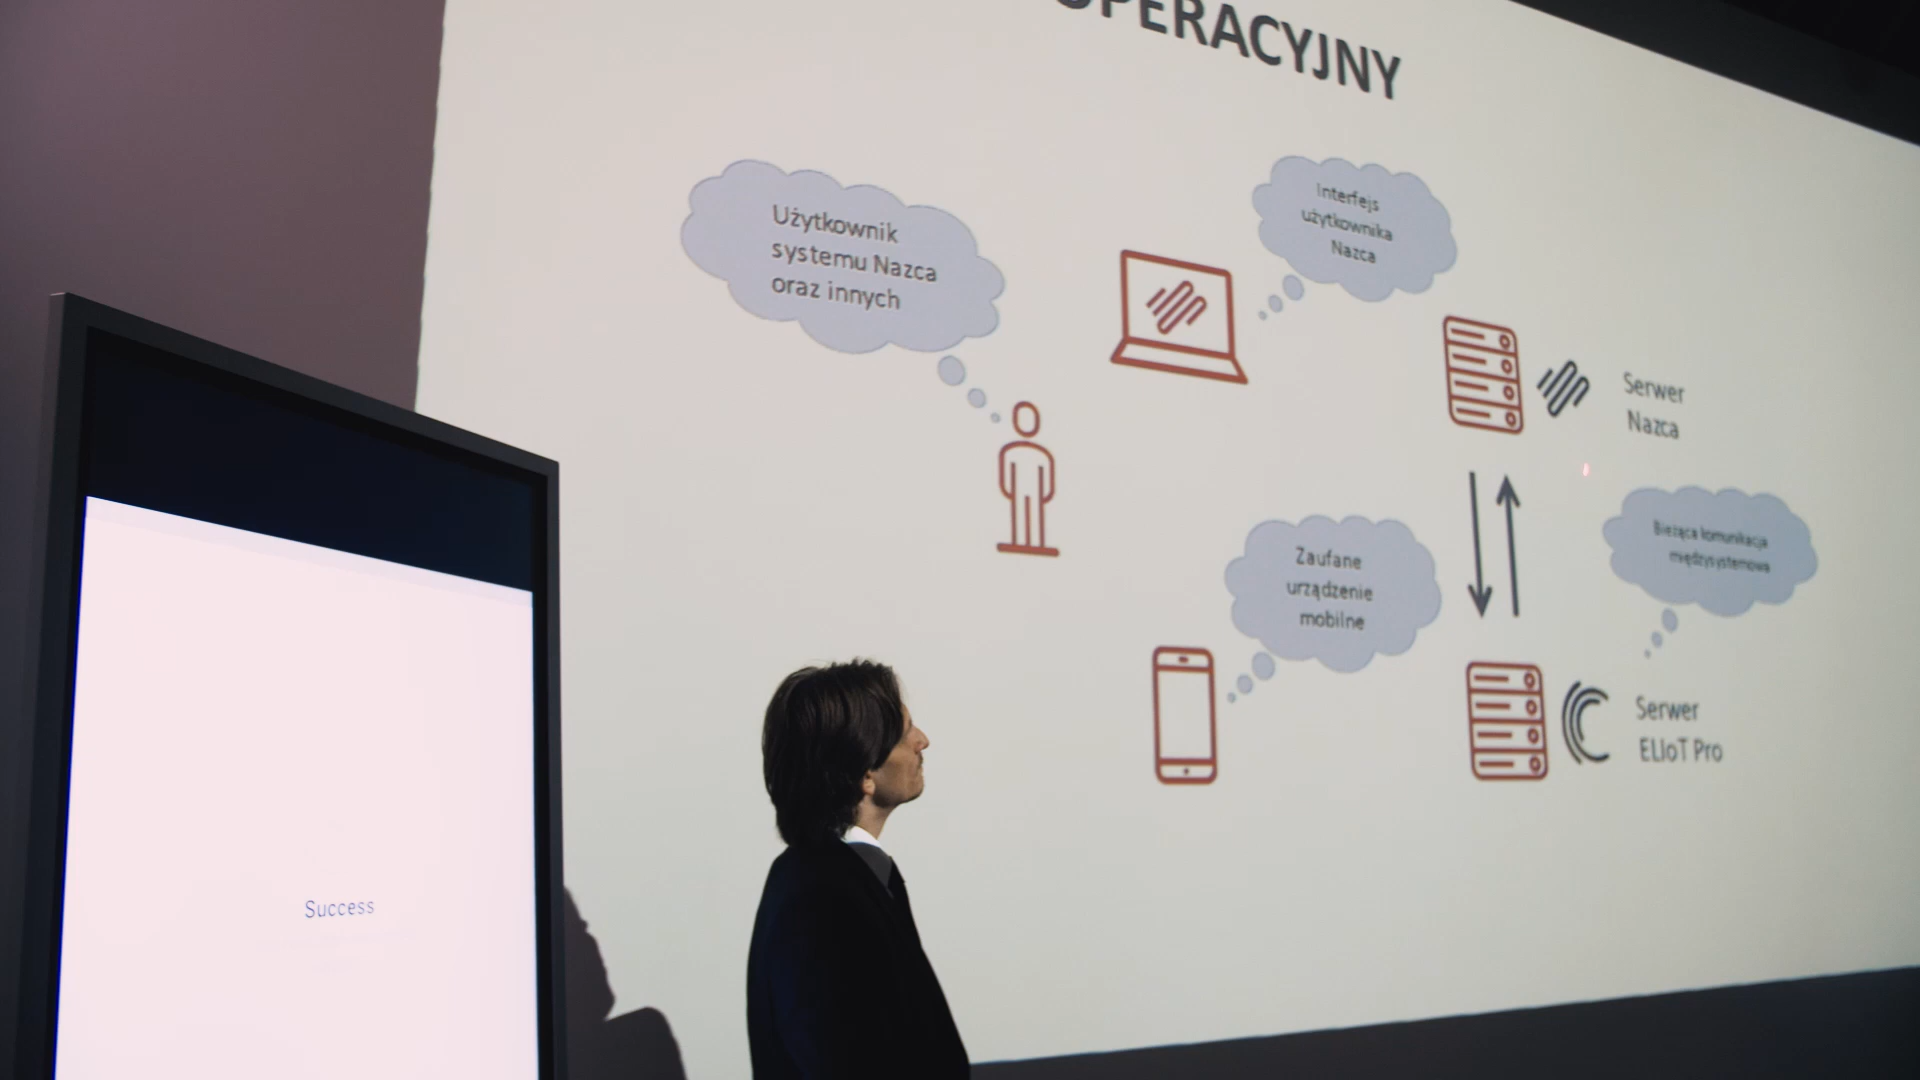 OPERACYJNY
Użytkownik
systemu Nazca
oraz innych
Interfejs
użytkownika
Nazca
Serwer
Nazca
Zaufane
urządzenie
mobilne
Bieżąca komunikacja
międzysystemowa
Serwer
ELIoT Pro
Success